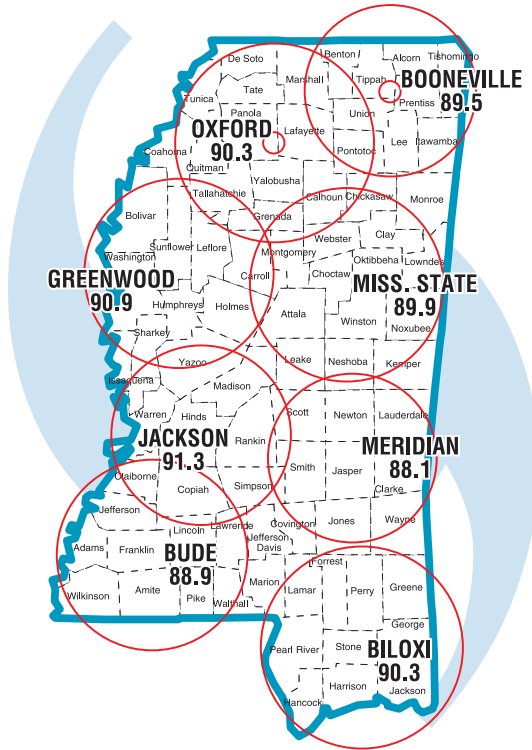 Benton
Alcorn
Tishomingo
De Soto
Marshall
Tippah
BOONEVILLE
89.5
Tate
Tunica
Prentiss
Panola
Union
OXFORD
90.3
Lafayette
Lee
Itawamba
Pontotoc
Coahoma
Quitman
Yalobusha
Tallahatchie
Calhoun
Chickasaw
Monroe
Bolivar
Grenada
Clay
Webster
Sunflower
Leflore
Montgomery
Oktibbeha
Lowndes
Washington
Choctaw
GREENWOOD
90.9
Carroll
MISS. STATE
89.9
Humphreys
Holmes
Attala
Winston
Noxubee
Sharkey
Yazoo
Leake
Neshoba
Kemper
Issaquena
Madison
Warren
Hinds
Scott
Newton
Lauderdale
JACKSON
91.3
Rankin
MERIDIAN
88.1
Smith
Jasper
Claiborne
Copiah
Simpson
Clarke
Jefferson
Lincoln
Lawrence
Covington
Jones
Wayne
Jefferson
Davis
Adams
Franklin
BUDE
88.9
Forrest
Marion
Lamar
Perry
Greene
Wilkinson
Amite
Pike
Walthall
George
Pearl River
Stone
BILOXI
90.3
Harrison
Jackson
Hancock